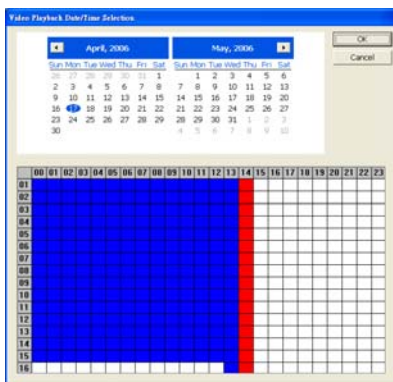 Video Playback Date/Time Selection
April, 2006 May, 2006
OK
Cancel
Sun Mon Tue Wed Thu Fri Sat Sun Mon Tue Wed Thu Fri Sat
26 27 28 29 30 31 1 1 2 3 4 5 6
2 3 4 5 6 7 8 7 8 9 10 11 12 13
9 10 11 12 13 14 15 14 15 16 17 18 19 20
16 17 18 19 20 21 22 21 22 23 24 25 26 27
23 24 25 26 27 28 29 28 29 30 31 1 2 3
30 4 5 6 7 8 9 10
00 01 02 03 04 05 06 07 08 09 10 11 12 13 14 15 16 17 18 19 20 21 22 23
01
02
03
04
05
06
07
08
09
10
11
12
13
14
15
16